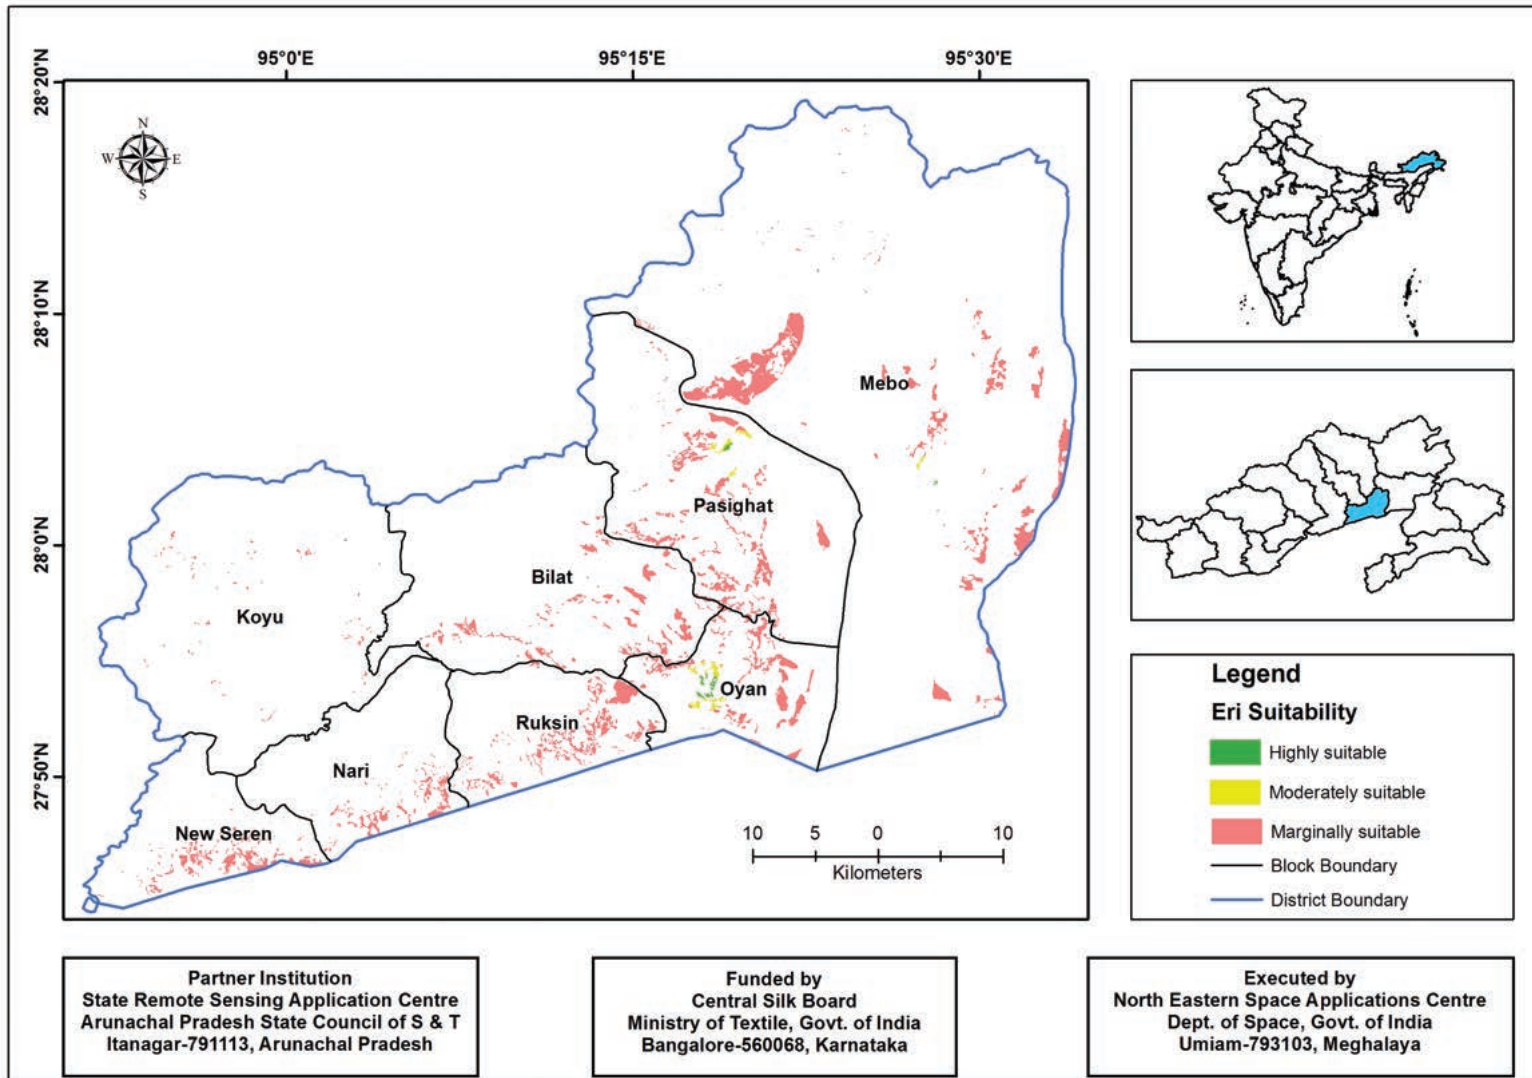 95°0'E
95°15'E
95°30'E
28°20'N
28°10'N
28°0'N
27°50'N
N
W
E
S
Mebo
Pasighat
Bilat
Koyu
Oyan
Ruksin
Nari
New Seren
10 5 0 10
Kilometers
Legend
Eri Suitability
Highly suitable
Moderately suitable
Marginally suitable
Block Boundary
District Boundary
Partner Institution
State Remote Sensing Application Centre
Arunachal Pradesh State Council of S & T
Itanagar-791113, Arunachal Pradesh
Funded by
Central Silk Board
Ministry of Textile, Govt. of India
Bangalore-560068, Karnataka
Executed by
North Eastern Space Applications Centre
Dept. of Space, Govt. of India
Umiam-793103, Meghalaya